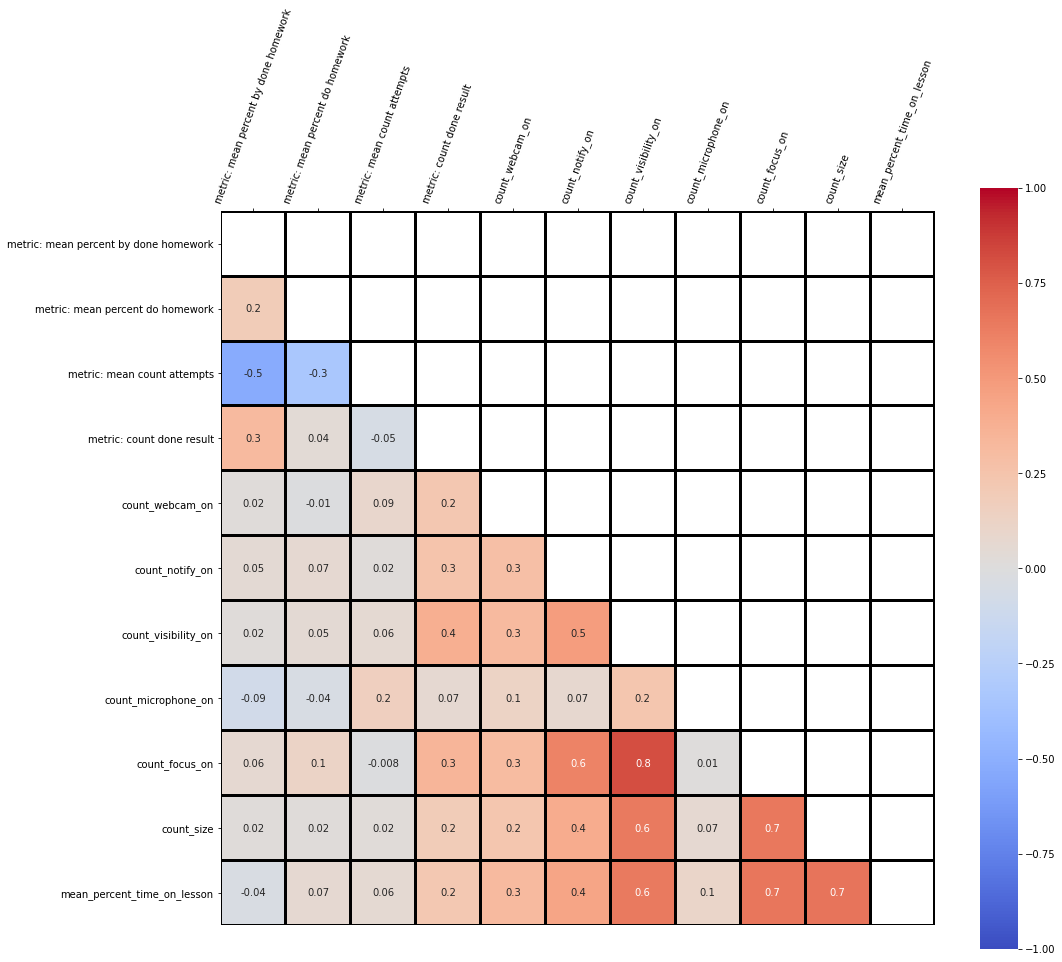 metric: mean percent by done homework
metric: mean percent do homework
metric: mean count attempts
metric: count done result
count_webcam_on
count_notify_on
count_visibility_on
count_microphone_on
count_focus_on
count_size
mean_percent_time_on_lesson
metric: mean percent by done homework
metric: mean percent do homework 0.2
metric: mean count attempts -0.5 -0.3
metric: count done result 0.3 0.04 -0.05
count_webcam_on 0.02 -0.01 0.09 0.2
count_notify_on 0.05 0.07 0.02 0.3 0.3
count_visibility_on 0.02 0.05 0.06 0.4 0.3 0.5
count_microphone_on -0.09 -0.04 0.2 0.07 0.1 0.07 0.2
count_focus_on 0.06 0.1 -0.008 0.3 0.3 0.6 0.8 0.01
count_size 0.02 0.02 0.02 0.2 0.2 0.4 0.6 0.07 0.7
mean_percent_time_on_lesson -0.04 0.07 0.06 0.2 0.3 0.4 0.6 0.1 0.7 0.7
1.00
0.75
0.50
0.25
0.00
−0.25
−0.50
−0.75
−1.00